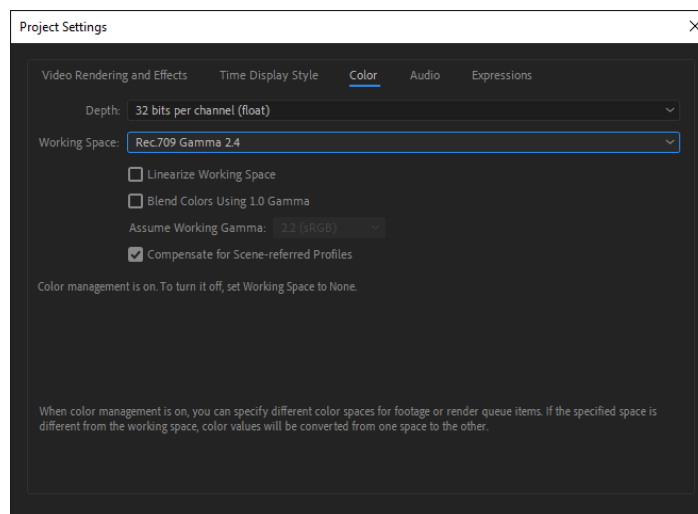 Project Settings
Video Rendering and Effects Time Display Style Color Audio Expressions
Depth: 32 bits per channel (float)
Working Space: Rec.709 Gamma 2.4
Linearize Working Space
Blend Colors Using 1.0 Gamma
Assume Working Gamma: 2.2 (sRGB)
Compensate for Scene-referred Profiles
Color management is on. To turn it off, set Working Space to None.
When color management is on, you can specify different color spaces for footage or render queue items. If the specified space is
different from the working space, color values will be converted from one space to the other.